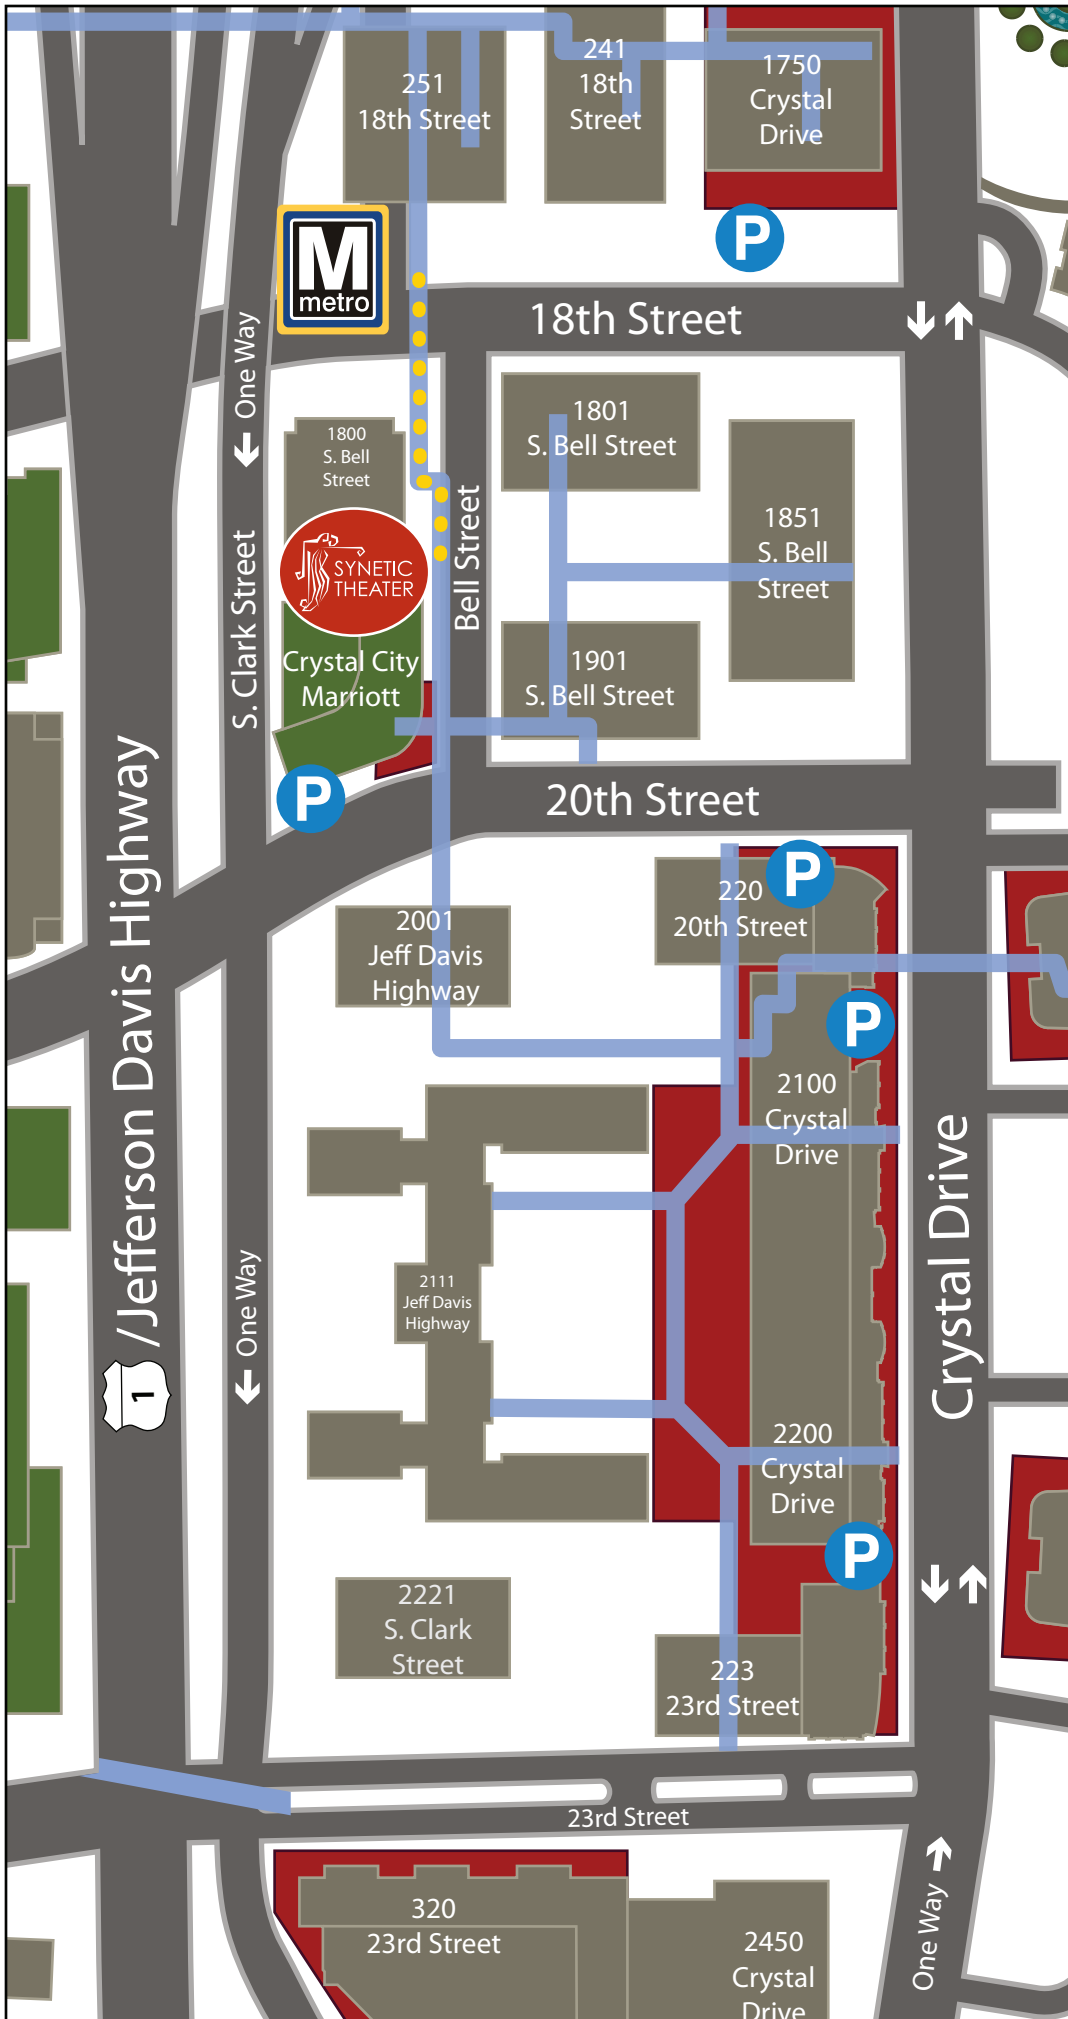 251
18th Street
241
18th
Street
1750
Crystal
Drive
P
M
metro
18th Street
One Way
1800
S. Bell
Street
1801
S. Bell Street
Bell Street
1851
S. Bell
Street
SYNETIC
THEATER
S. Clark Street
Crystal City
Marriott
1901
S. Bell Street
P
20th Street
1
/Jefferson Davis Highway
P
220
20th Street
2001
Jeff Davis
Highway
P
2100
Crystal
Drive
Crystal Drive
One Way
2111
Jeff Davis
Highway
2200
Crystal
Drive
P
2221
S. Clark
Street
223
23rd Street
23rd Street
One Way
320
23rd Street
2450
Crystal
Drive